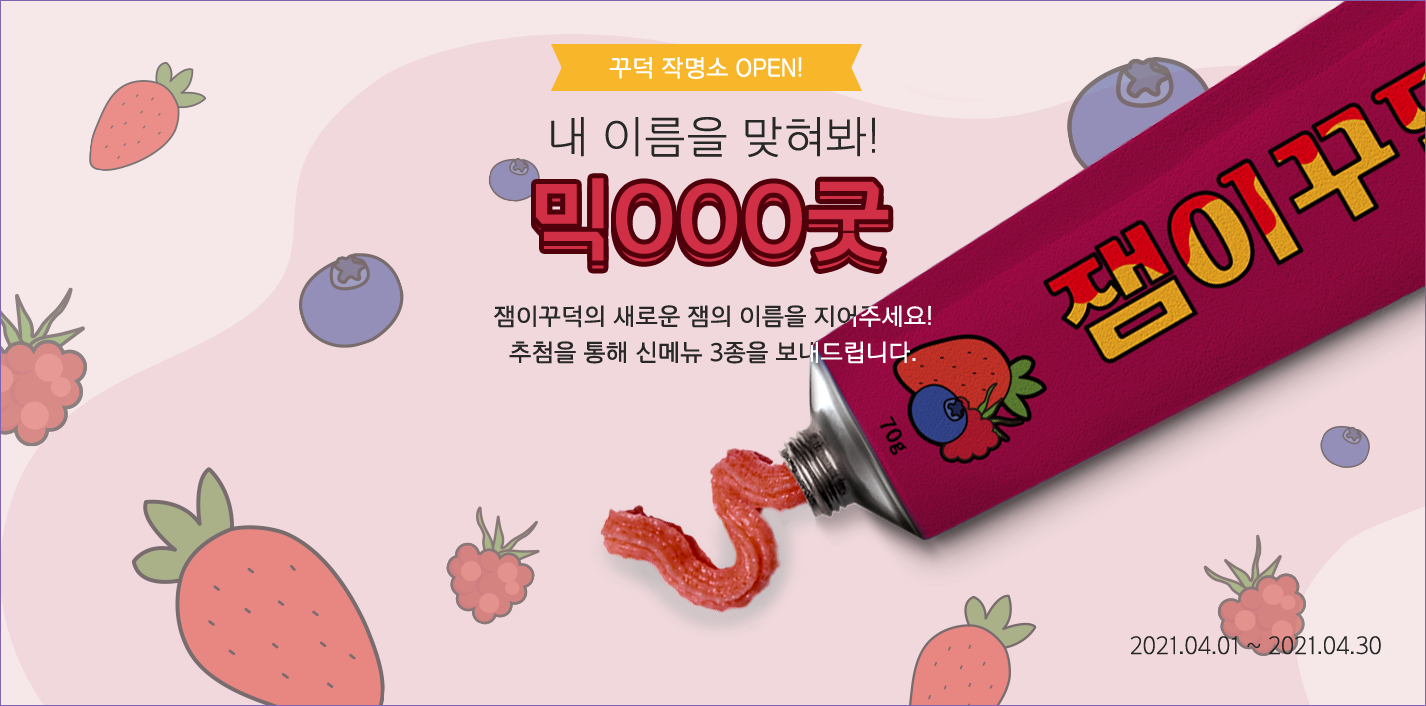 꾸덕 작명소 OPEN!
내 이름을 맞혀봐!
믹OOO굿
잼이꾸덕의 새로운 잼의 이름을 지어주세요!
추첨을 통해 신메뉴 3종을 보내드립니다.
잼이꾸
70g
2021.04.01 ~ 2021.04.30